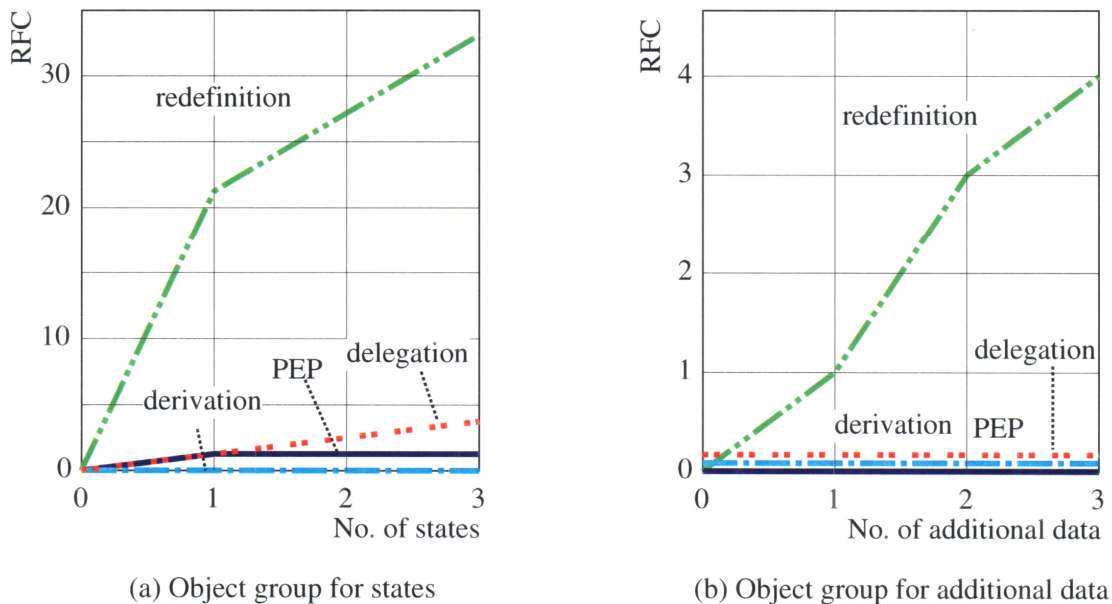 RFC
30
20
10
0
redefinition
derivation
PEP
delegation
0 1 2 3
No. of states
(a) Object group for states
RFC
4
3
2
1
0
redefinition
delegation
derivation PEP
0 1 2 3
No. of additional data
(b) Object group for additional data